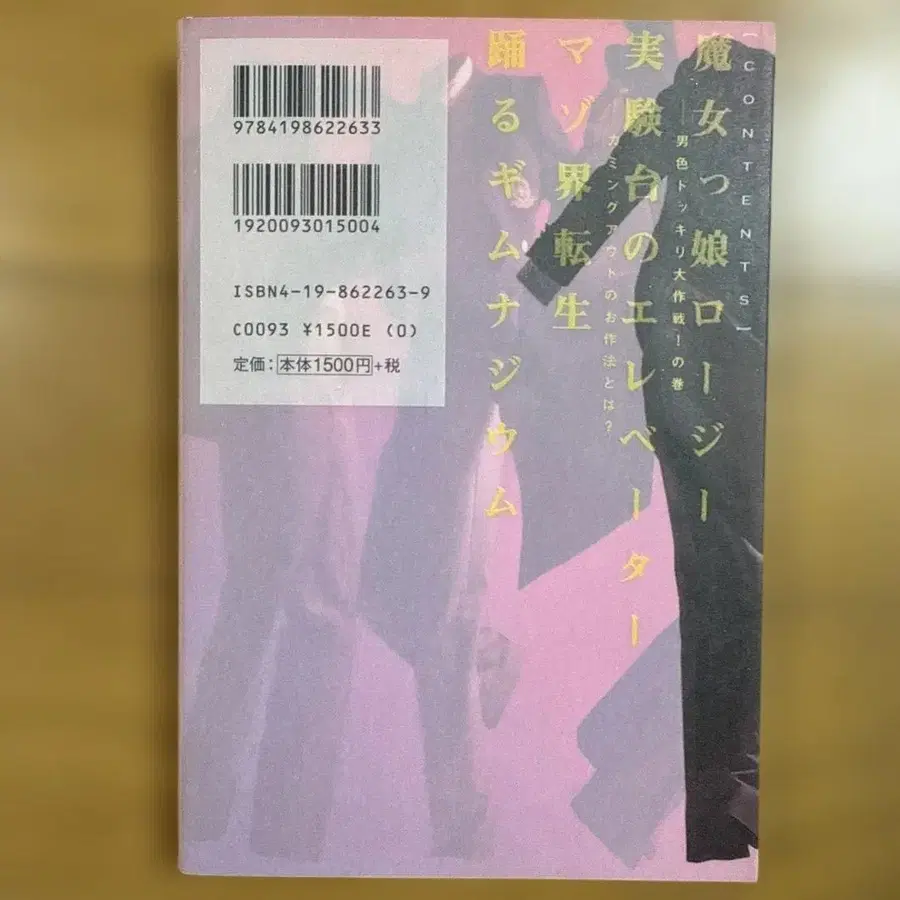 [CONTENTS]
魔女っ娘ロージー
──男色ドッキリ大作戦!の巻
実験台のエレベーター
──カミングアウトのお作法とは?
マゾ界転生
踊るギムナジウム
9784198622633
1920093015004
ISBN4-19-862263-9
C0093 ¥1500E (0)
定価:本体1500円+税